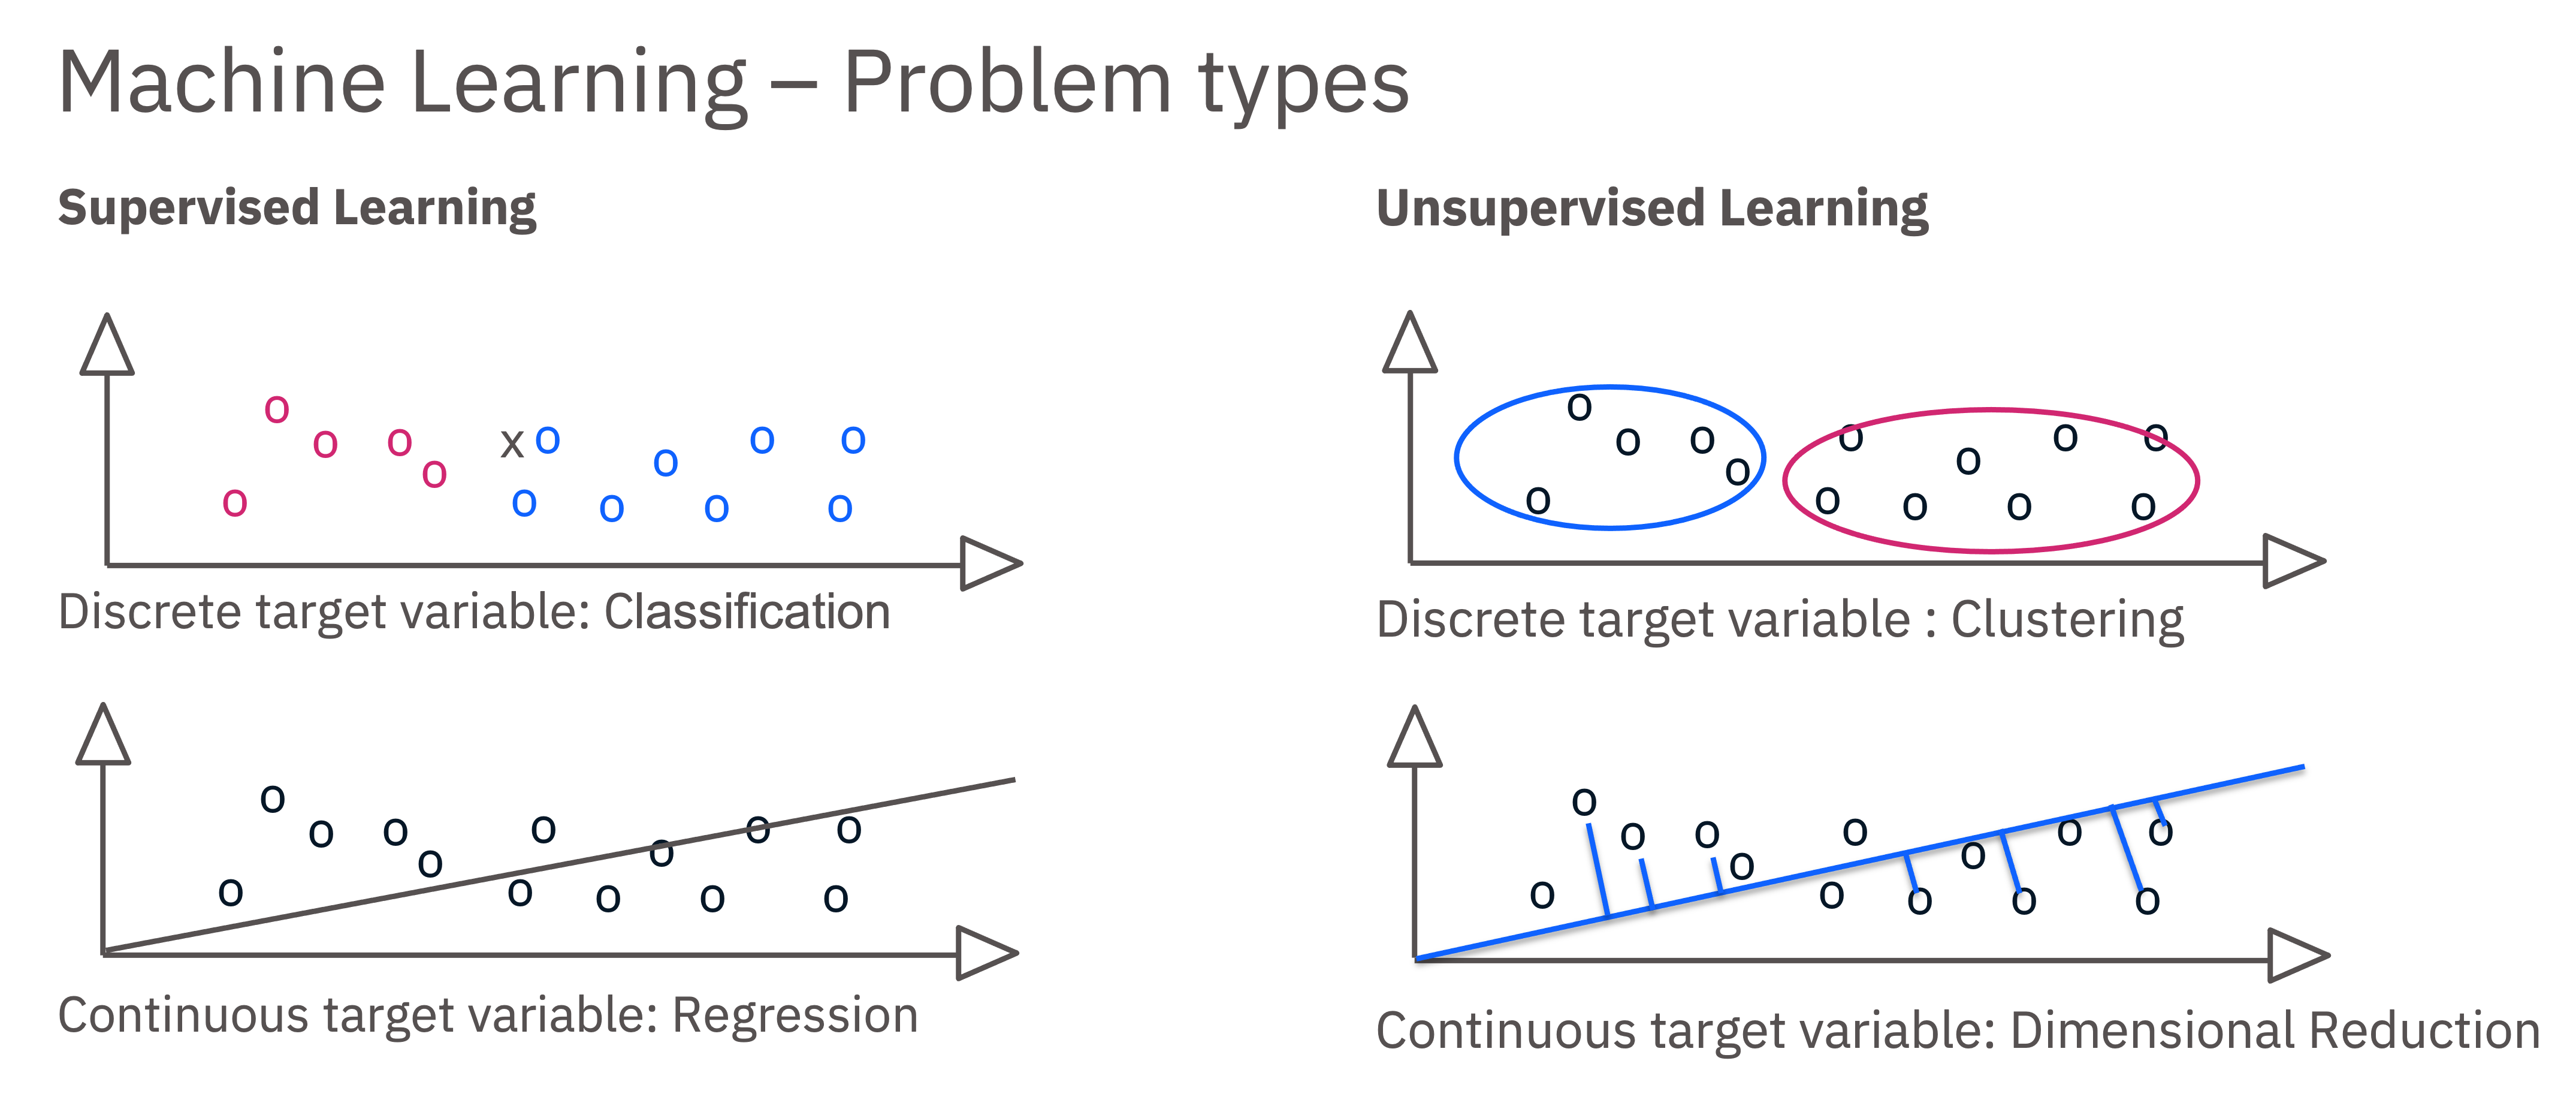 Machine Learning – Problem types
Supervised Learning
o o o o o x o o o o o o o o
Discrete target variable: Classification
o o o o o o o o o o o o o
Continuous target variable: Regression
Unsupervised Learning
o o o o o o o o o o o o o
Discrete target variable : Clustering
o o o o o o o o o o o o o
Continuous target variable: Dimensional Reduction